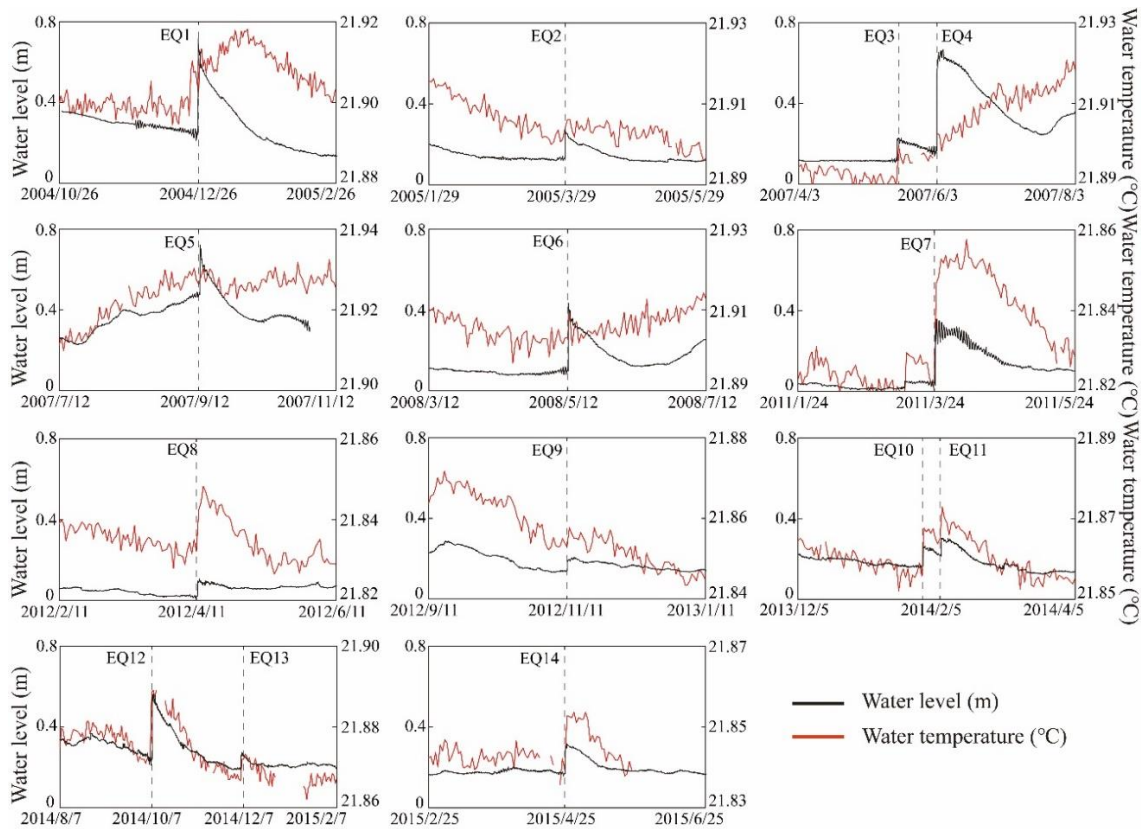 0.8 EQ1 21.92
0.8 EQ2 21.93
0.8 EQ3 EQ4 21.93
Water level (m)
0.4 21.90
0.4 21.91
0.4 21.91
Water temperature (°C)
0 21.88
0 21.89
0 21.89
2004/10/26 2004/12/26 2005/2/26
2005/1/29 2005/3/29 2005/5/29
2007/4/3 2007/6/3 2007/8/3
0.8 EQ5 21.94
0.8 EQ6 21.93
0.8 EQ7 21.86
Water level (m)
0.4 21.92
0.4 21.91
0.4 21.84
Water temperature (°C)
0 21.90
0 21.89
0 21.82
2007/7/12 2007/9/12 2007/11/12
2008/3/12 2008/5/12 2008/7/12
2011/1/24 2011/3/24 2011/5/24
0.8 EQ8 21.86
0.8 EQ9 21.88
0.8 EQ10 EQ11 21.89
Water level (m)
0.4 21.84
0.4 21.86
0.4 21.87
Water temperature (°C)
0 21.82
0 21.84
0 21.85
2012/2/11 2012/4/11 2012/6/11
2012/9/11 2012/11/11 2013/1/11
2013/12/5 2014/2/5 2014/4/5
0.8 EQ12 EQ13 21.90
0.8 EQ14 21.87
Water level (m)
0.4 21.88
0.4 21.85
0 21.86
0 21.83
2014/8/7 2014/10/7 2014/12/7 2015/2/7
2015/2/25 2015/4/25 2015/6/25
Water level (m)
Water temperature (°C)